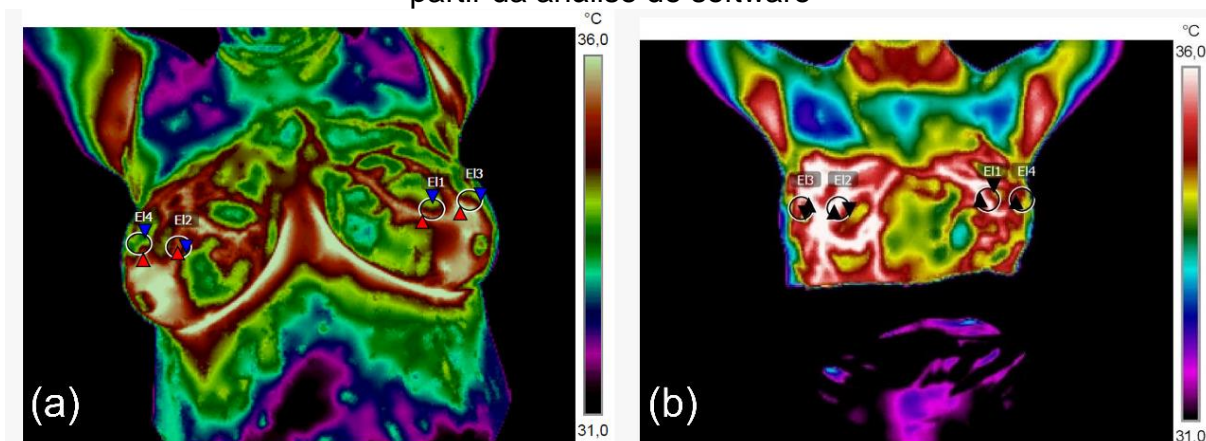 partir da análise do software
°C
36,0
El3
El1
El4
El2
31,0
(a)
°C
36,0
El3
El2
El1
El4
31,0
(b)